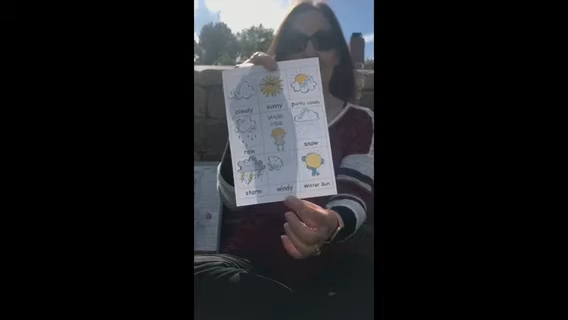 cloudy
sunny
partly cloudy
rain
snow
storm
windy
Winter Sun